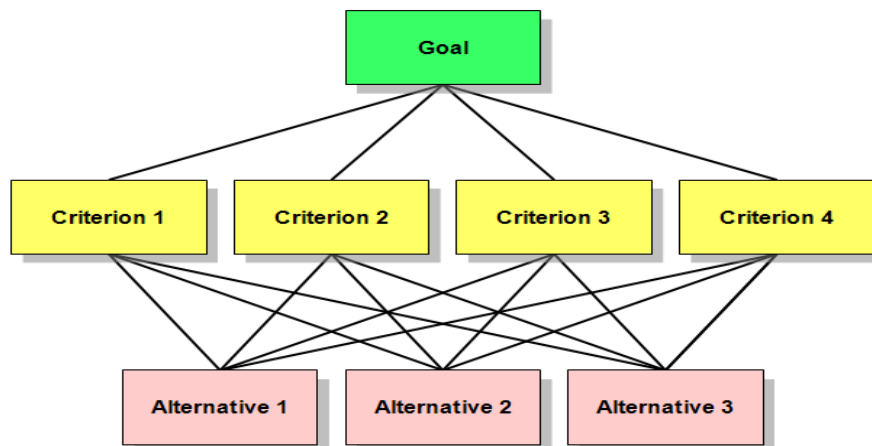 Goal
Criterion 1
Criterion 2
Criterion 3
Criterion 4
Alternative 1
Alternative 2
Alternative 3